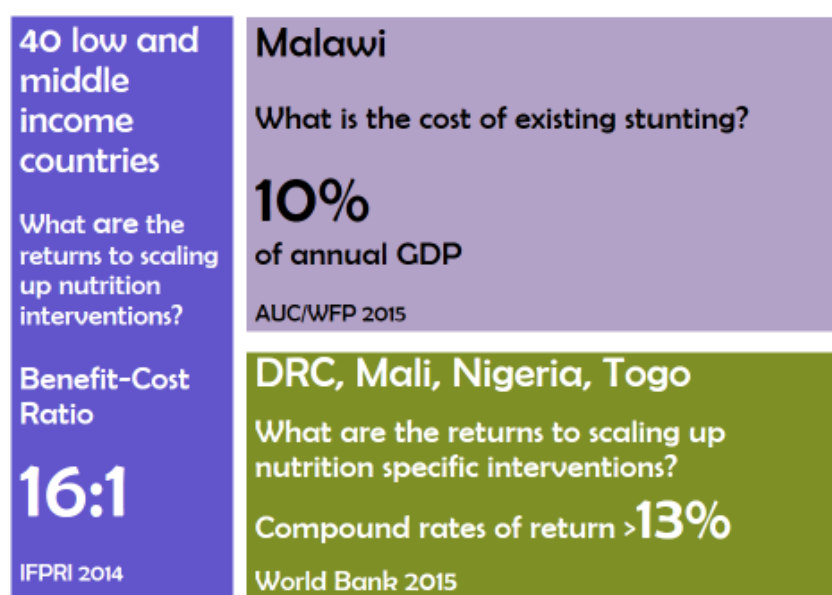 40 low and
middle
income
countries
What are the
returns to scaling
up nutrition
interventions?
Benefit-Cost
Ratio
16:1
IFPRI 2014
Malawi
What is the cost of existing stunting?
10%
of annual GDP
AUC/WFP 2015
DRC, Mali, Nigeria, Togo
What are the returns to scaling up
nutrition specific interventions?
Compound rates of return >13%
World Bank 2015